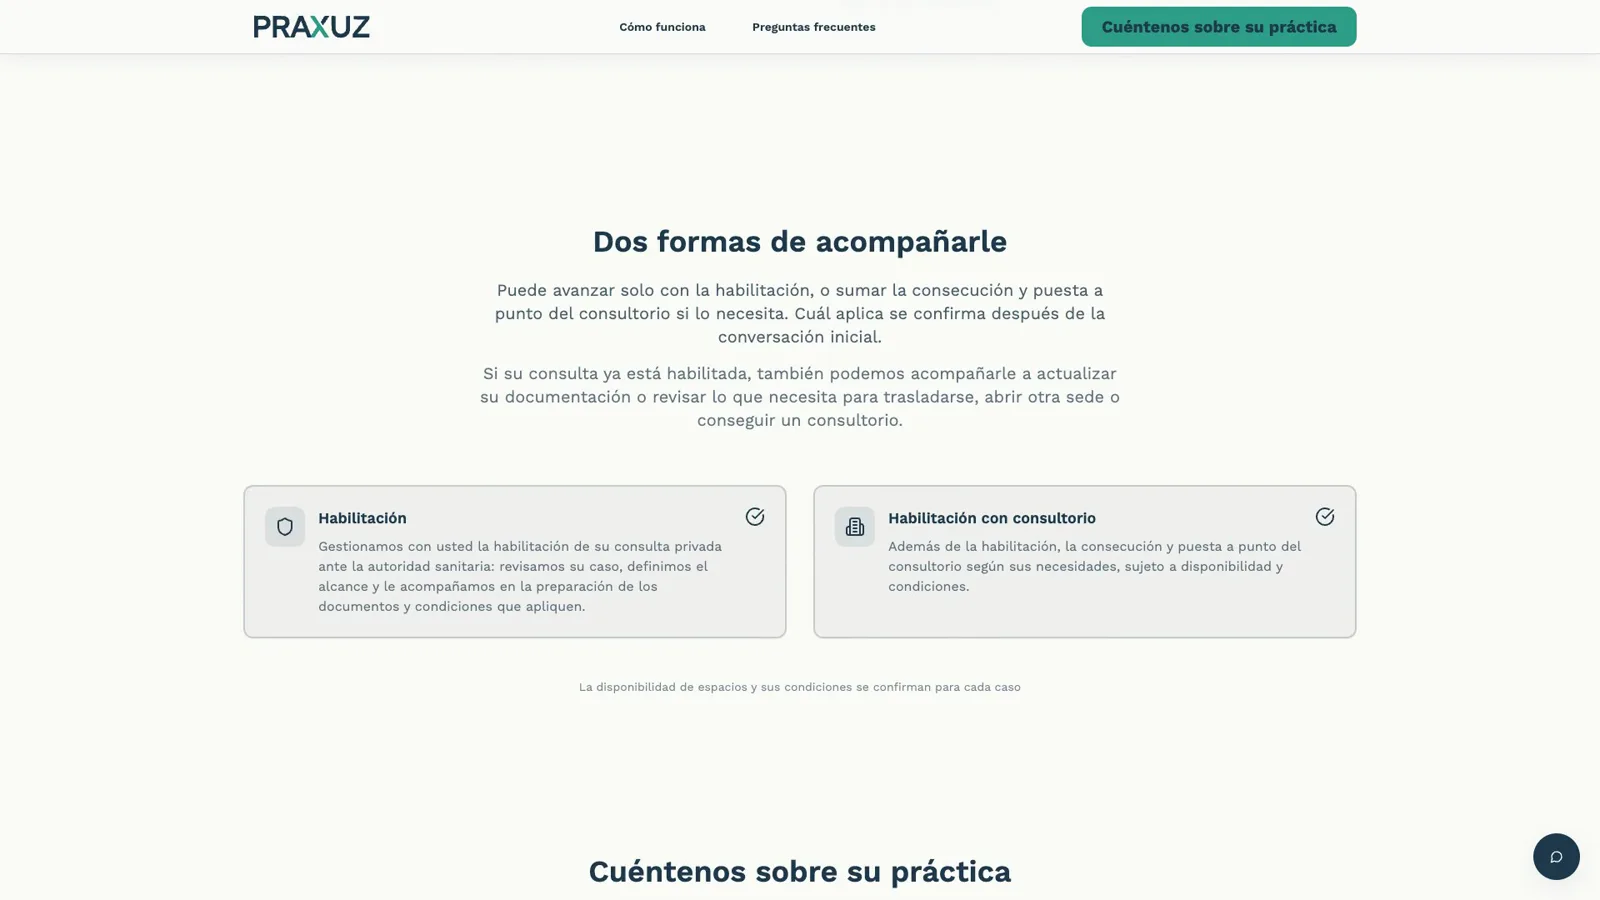 PRAXUZ
Cómo funciona
Preguntas frecuentes
Cuéntenos sobre su práctica
Dos formas de acompañarle
Puede avanzar solo con la habilitación, o sumar la consecución y puesta a
punto del consultorio si lo necesita. Cuál aplica se confirma después de la
conversación inicial.
Si su consulta ya está habilitada, también podemos acompañarle a actualizar
su documentación o revisar lo que necesita para trasladarse, abrir otra sede o
conseguir un consultorio.
Habilitación
Gestionamos con usted la habilitación de su consulta privada
ante la autoridad sanitaria: revisamos su caso, definimos el
alcance y le acompañamos en la preparación de los
documentos y condiciones que apliquen.
Habilitación con consultorio
Además de la habilitación, la consecución y puesta a punto del
consultorio según sus necesidades, sujeto a disponibilidad y
condiciones.
La disponibilidad de espacios y sus condiciones se confirman para cada caso
Cuéntenos sobre su práctica